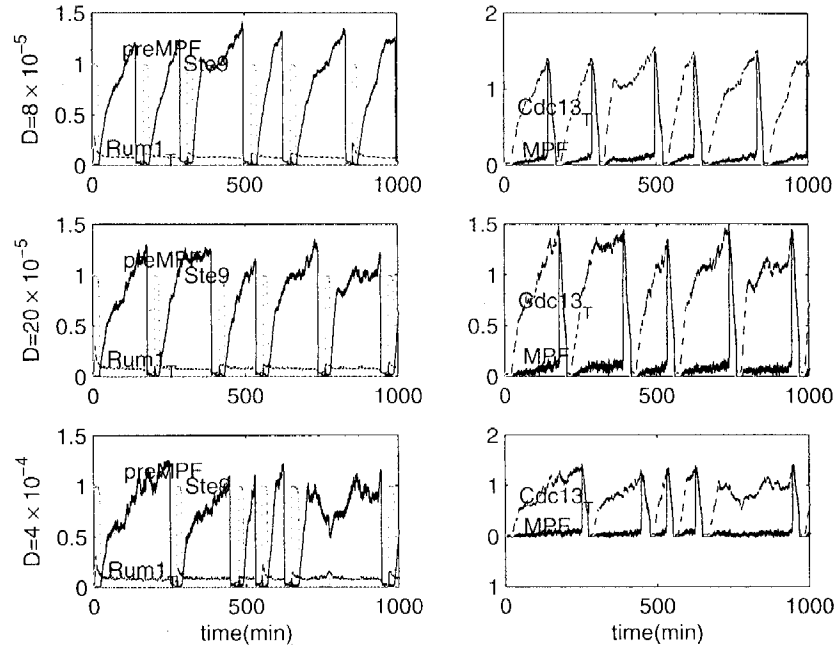 1.5
1
0.5
0
D=8 × 10^-5
preMPF
Ste9
Rum1_T
0 500 1000
2
1
0
Cdc13_T
MPF
0 500 1000
1.5
1
0.5
0
D=20 × 10^-5
preMPF
Ste9
Rum1_T
0 500 1000
1.5
1
0.5
0
Cdc13_T
MPF
0 500 1000
1.5
1
0.5
0
D=4 × 10^-4
preMPF
Ste9
Rum1_T
0 500 1000
time(min)
2
1
0
1
Cdc13_T
MPF
0 500 1000
time(min)